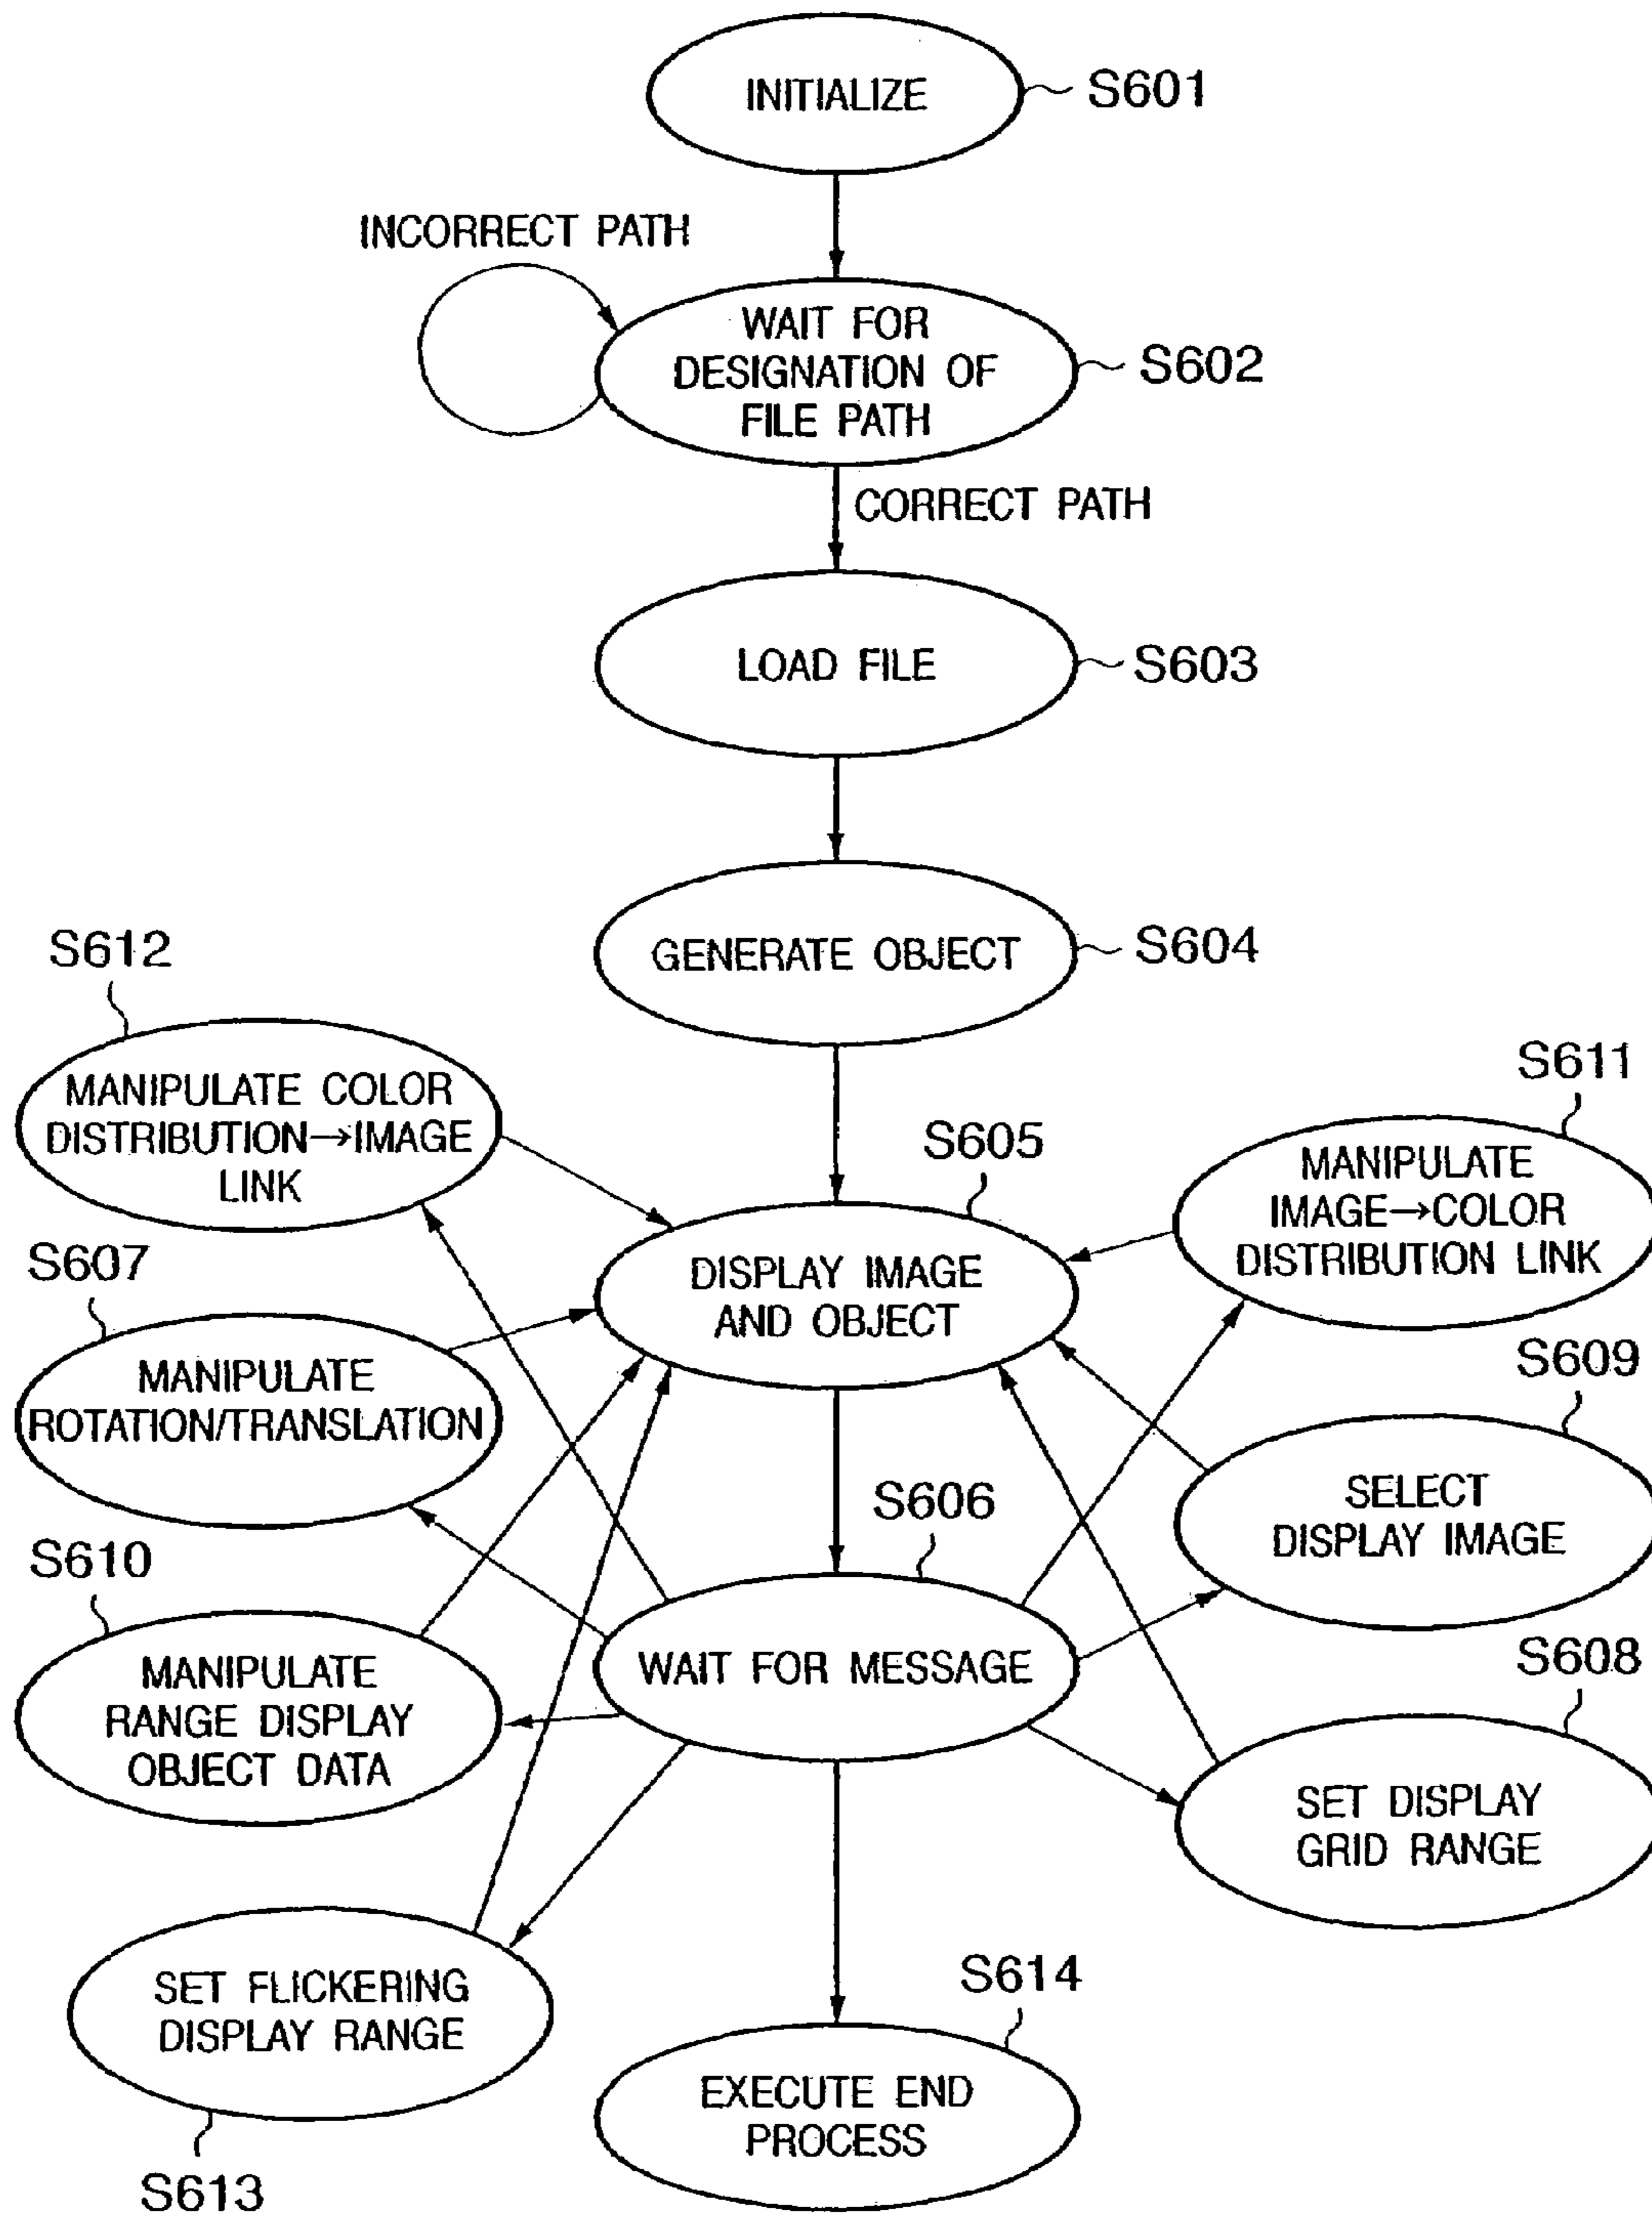 INITIALIZE
S601
INCORRECT PATH
WAIT FOR
DESIGNATION OF
FILE PATH
S602
CORRECT PATH
LOAD FILE
S603
GENERATE OBJECT
S604
S612
MANIPULATE COLOR
DISTRIBUTION→IMAGE
LINK
S605
DISPLAY IMAGE
AND OBJECT
S611
MANIPULATE
IMAGE→COLOR
DISTRIBUTION LINK
S607
MANIPULATE
ROTATION/TRANSLATION
S609
SELECT
DISPLAY IMAGE
S606
WAIT FOR MESSAGE
S610
MANIPULATE
RANGE DISPLAY
OBJECT DATA
S608
SET DISPLAY
GRID RANGE
SET FLICKERING
DISPLAY RANGE
S613
S614
EXECUTE END
PROCESS